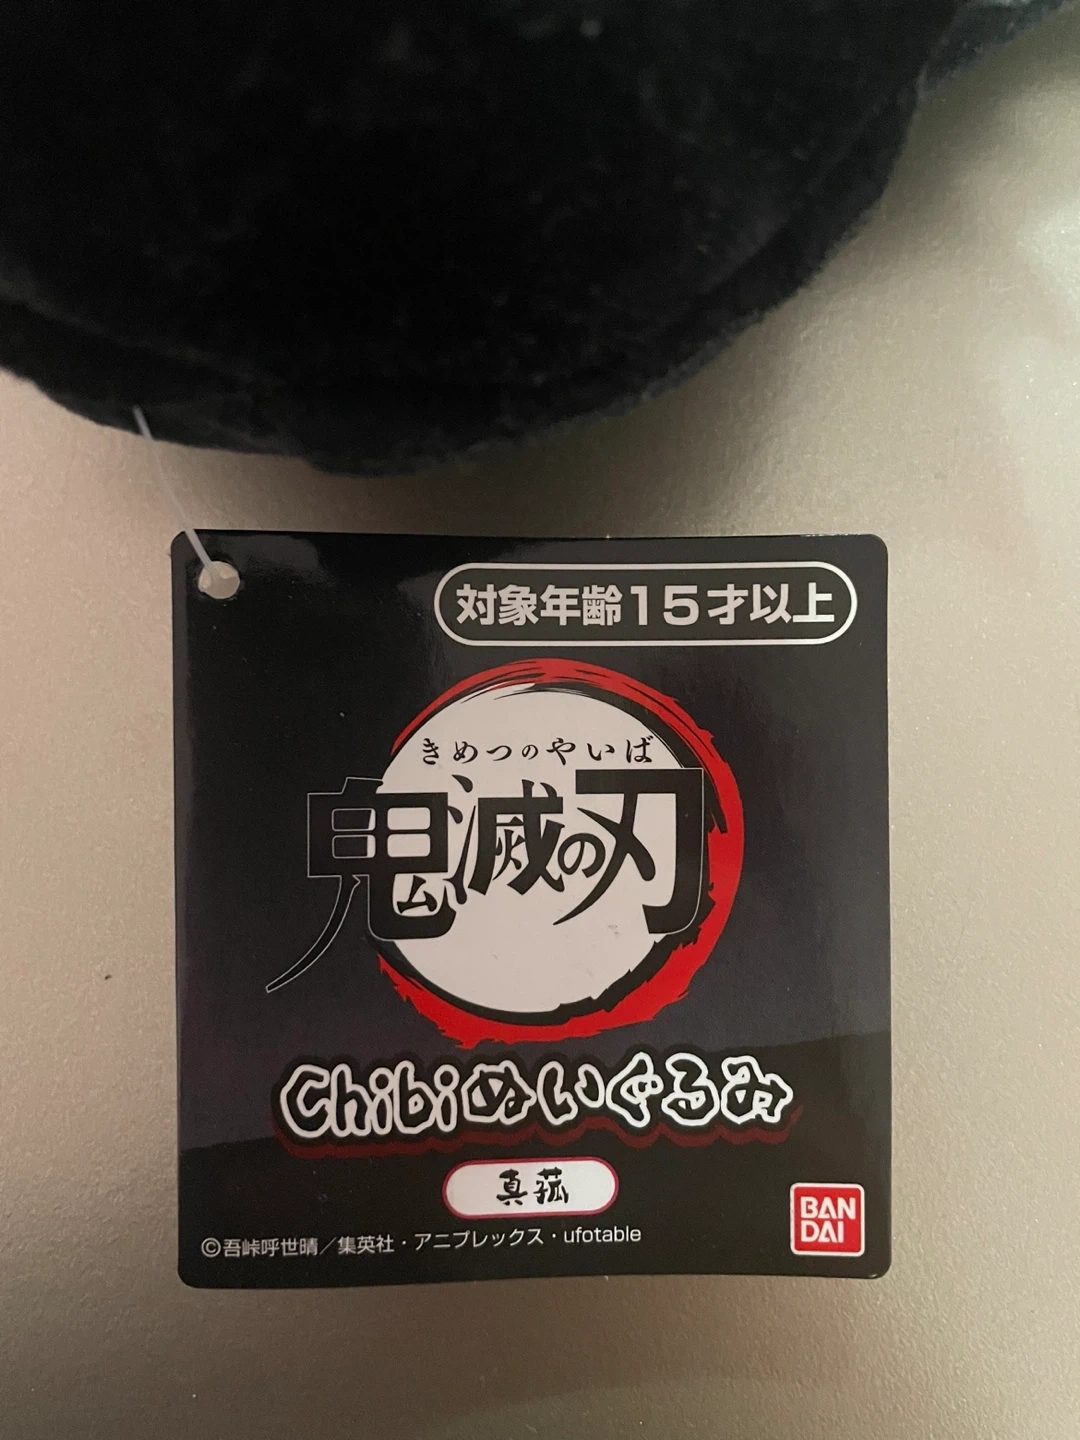 対象年齢15才以上
きめつのやいば
鬼滅の刃
Chibiぬいぐるみ
真菰
©吾峠呼世晴／集英社・アニプレックス・ufotable
BAN
DAI